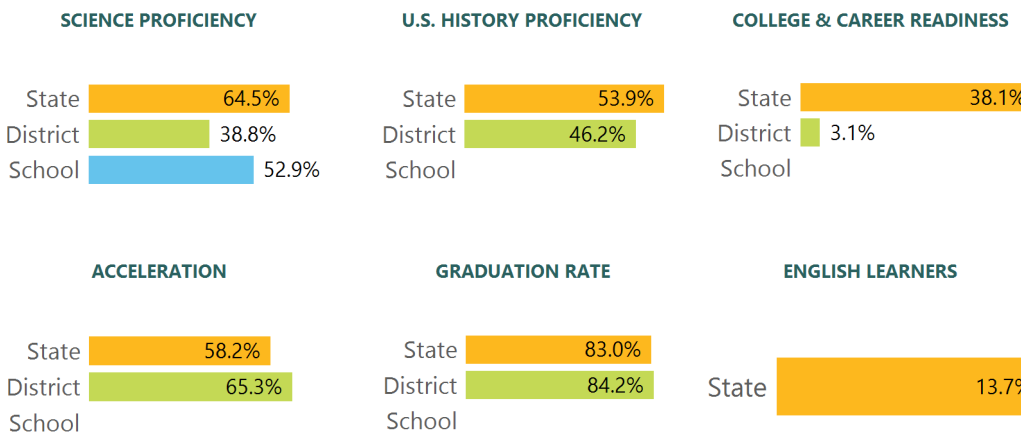 SCIENCE PROFICIENCY
State 64.5%
District 38.8%
School 52.9%
U.S. HISTORY PROFICIENCY
State 53.9%
District 46.2%
School
COLLEGE & CAREER READINESS
State 38.1%
District 3.1%
School
ACCELERATION
State 58.2%
District 65.3%
School
GRADUATION RATE
State 83.0%
District 84.2%
School
ENGLISH LEARNERS
State 13.7%